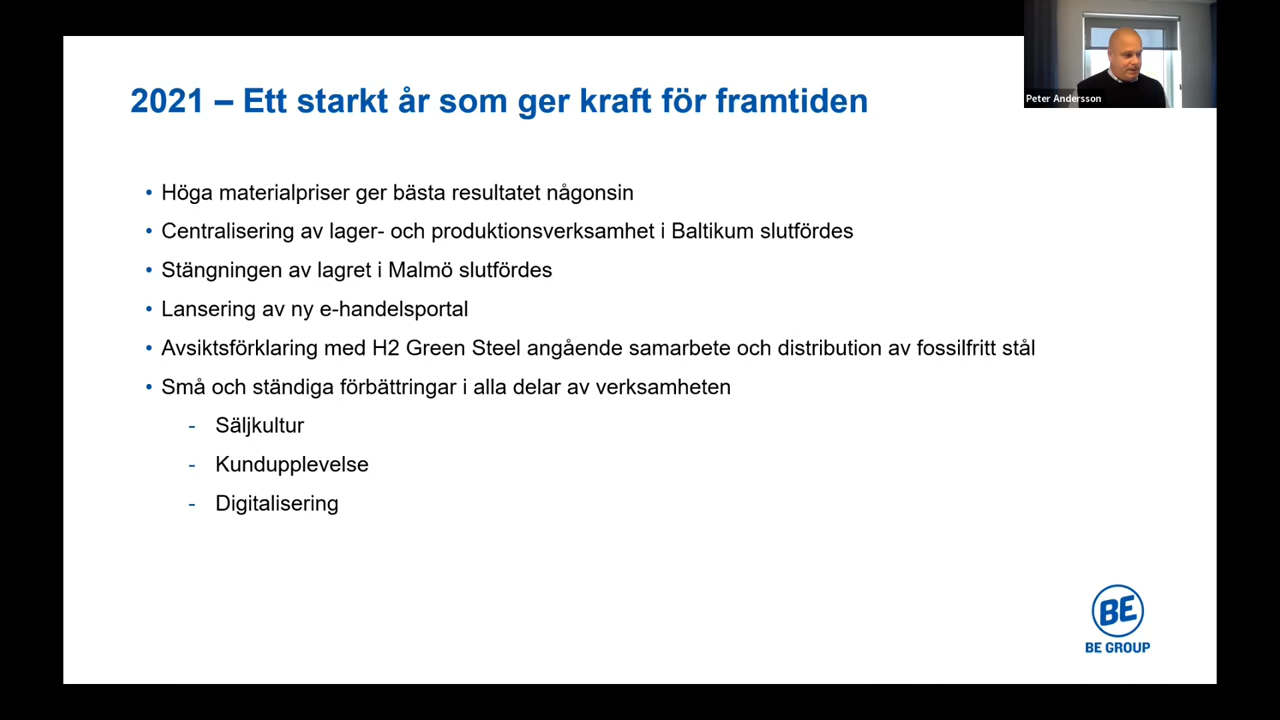 2021 – Ett starkt år som ger kraft för framtiden
Peter Andersson
• Höga materialpriser ger bästa resultatet någonsin
• Centralisering av lager- och produktionsverksamhet i Baltikum slutfördes
• Stängningen av lagret i Malmö slutfördes
• Lansering av ny e-handelsportal
• Avsiktsförklaring med H2 Green Steel angående samarbete och distribution av fossilfritt stål
• Små och ständiga förbättringar i alla delar av verksamheten
- Säljkultur
- Kundupplevelse
- Digitalisering
BE
BE GROUP